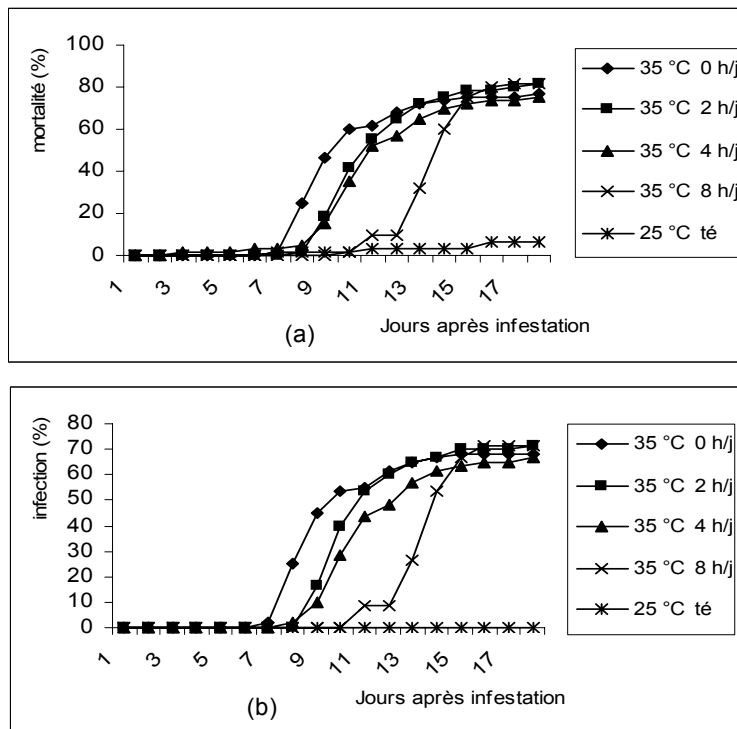 mortalité (%)
100
80
60
40
20
0
1 3 5 7 9 11 13 15 17
Jours après infestation
(a)
35 °C 0 h/j
35 °C 2 h/j
35 °C 4 h/j
35 °C 8 h/j
25 °C té
infection (%)
80
70
60
50
40
30
20
10
0
1 3 5 7 9 11 13 15 17
Jours après infestation
(b)
35 °C 0 h/j
35 °C 2 h/j
35 °C 4 h/j
35 °C 8 h/j
25 °C té